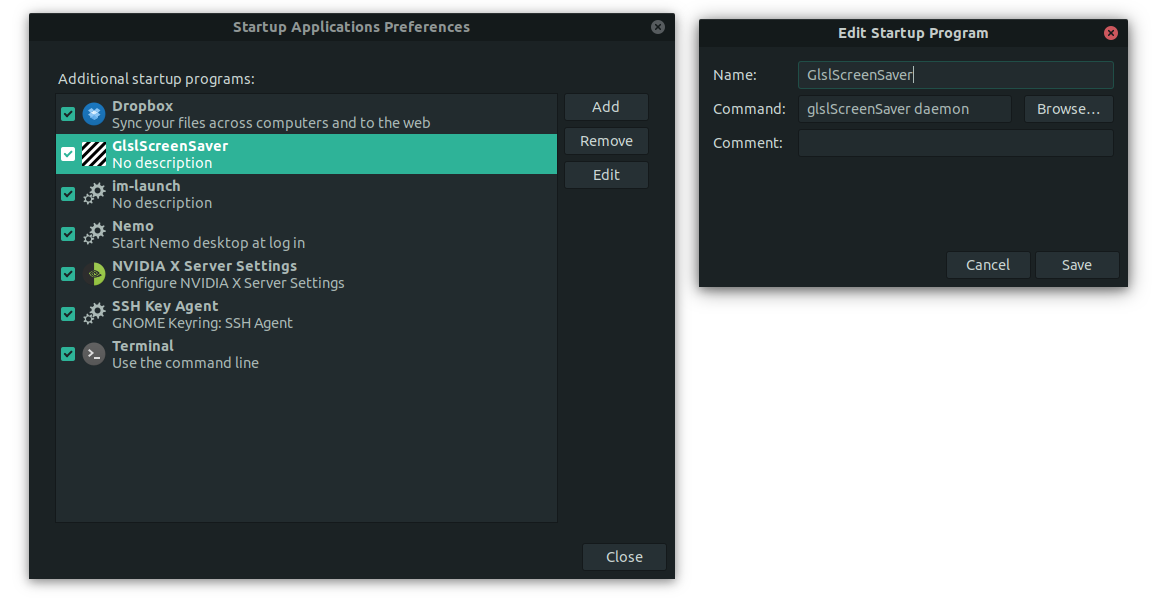 Startup Applications Preferences
Additional startup programs:
Dropbox
Sync your files across computers and to the web
GlslScreenSaver
No description
im-launch
No description
Nemo
Start Nemo desktop at log in
NVIDIA X Server Settings
Configure NVIDIA X Server Settings
SSH Key Agent
GNOME Keyring: SSH Agent
Terminal
Use the command line
Add
Remove
Edit
Close
Edit Startup Program
Name: GlslScreenSaver
Command: glslScreenSaver daemon Browse...
Comment:
Cancel Save